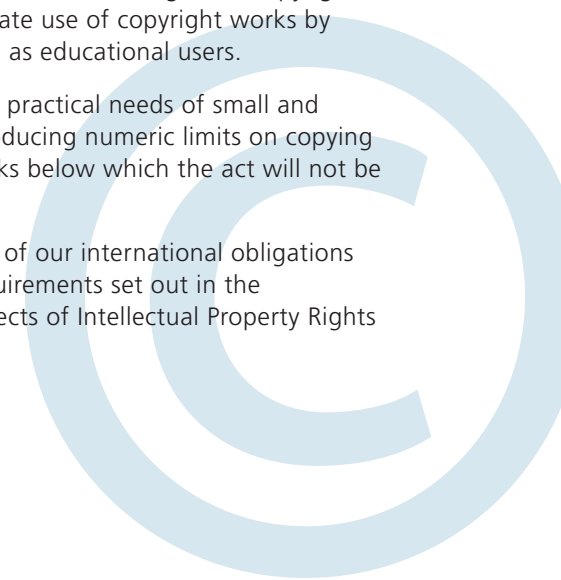 ate use of copyright works by
as educational users.
practical needs of small and
oducing numeric limits on copying
ks below which the act will not be
of our international obligations
uirements set out in the
ects of Intellectual Property Rights